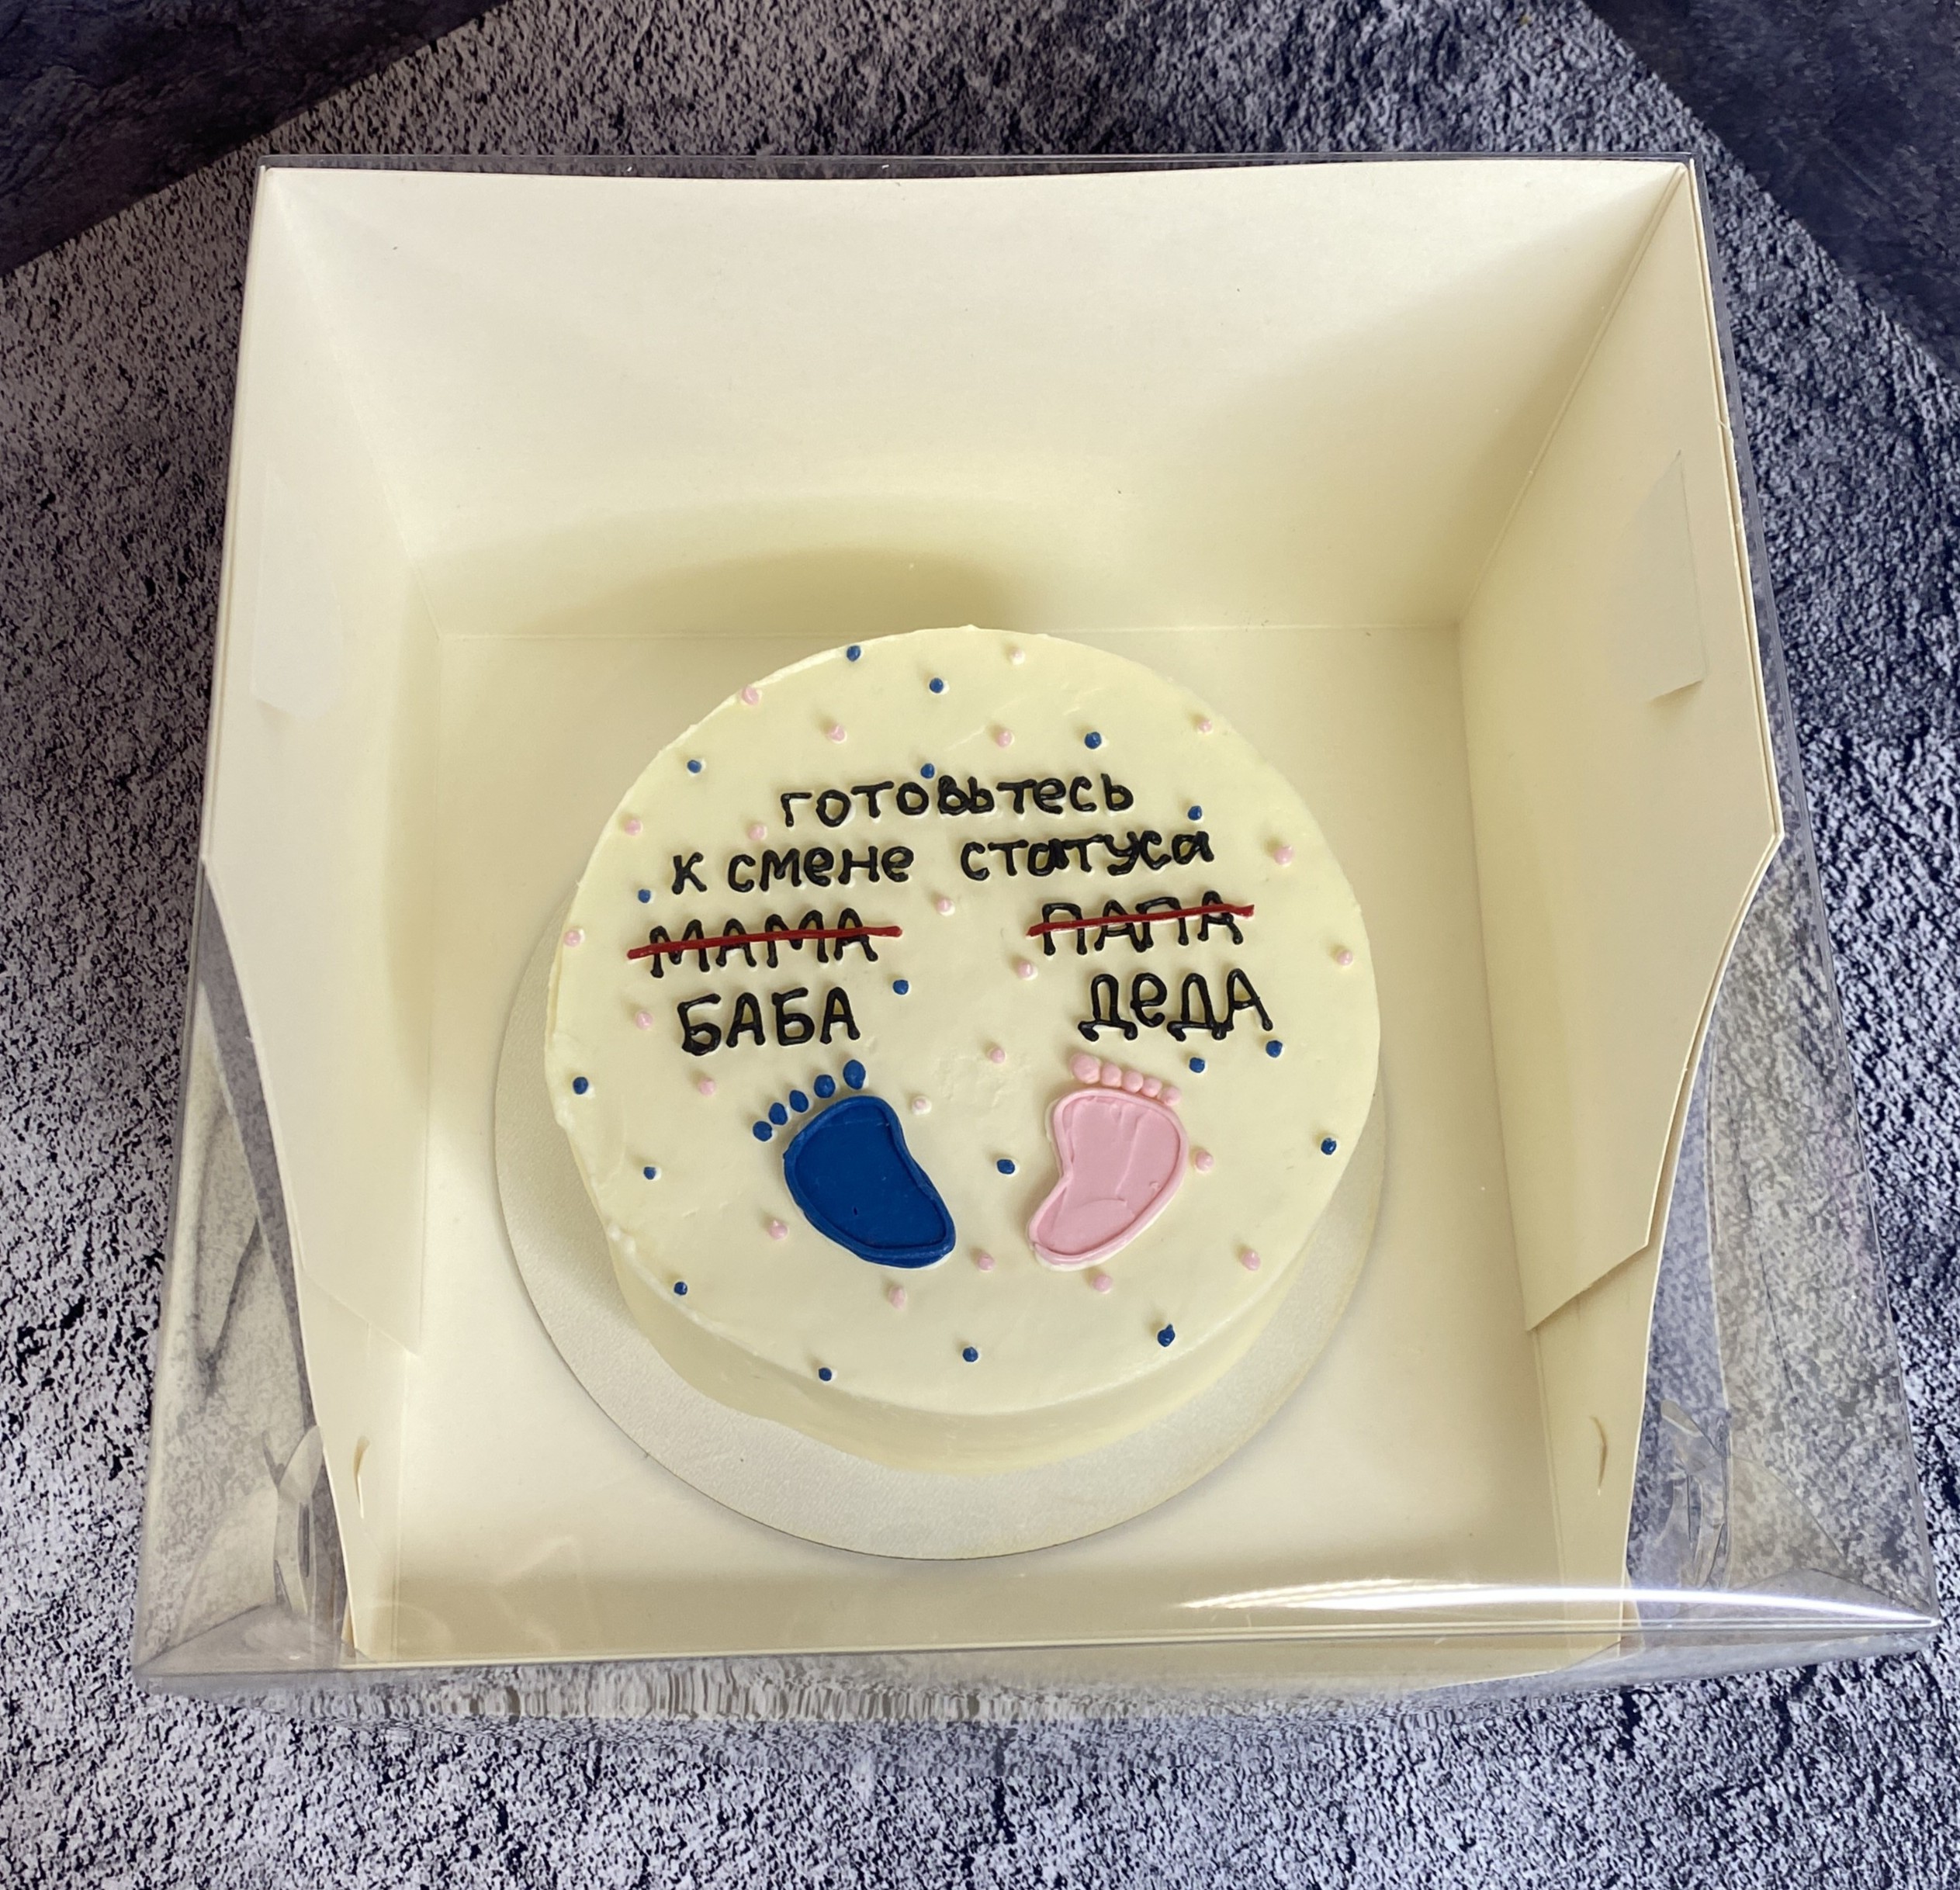 готовьтесь
к смене статуса
МАМА ПАПА
БАБА ДеДА